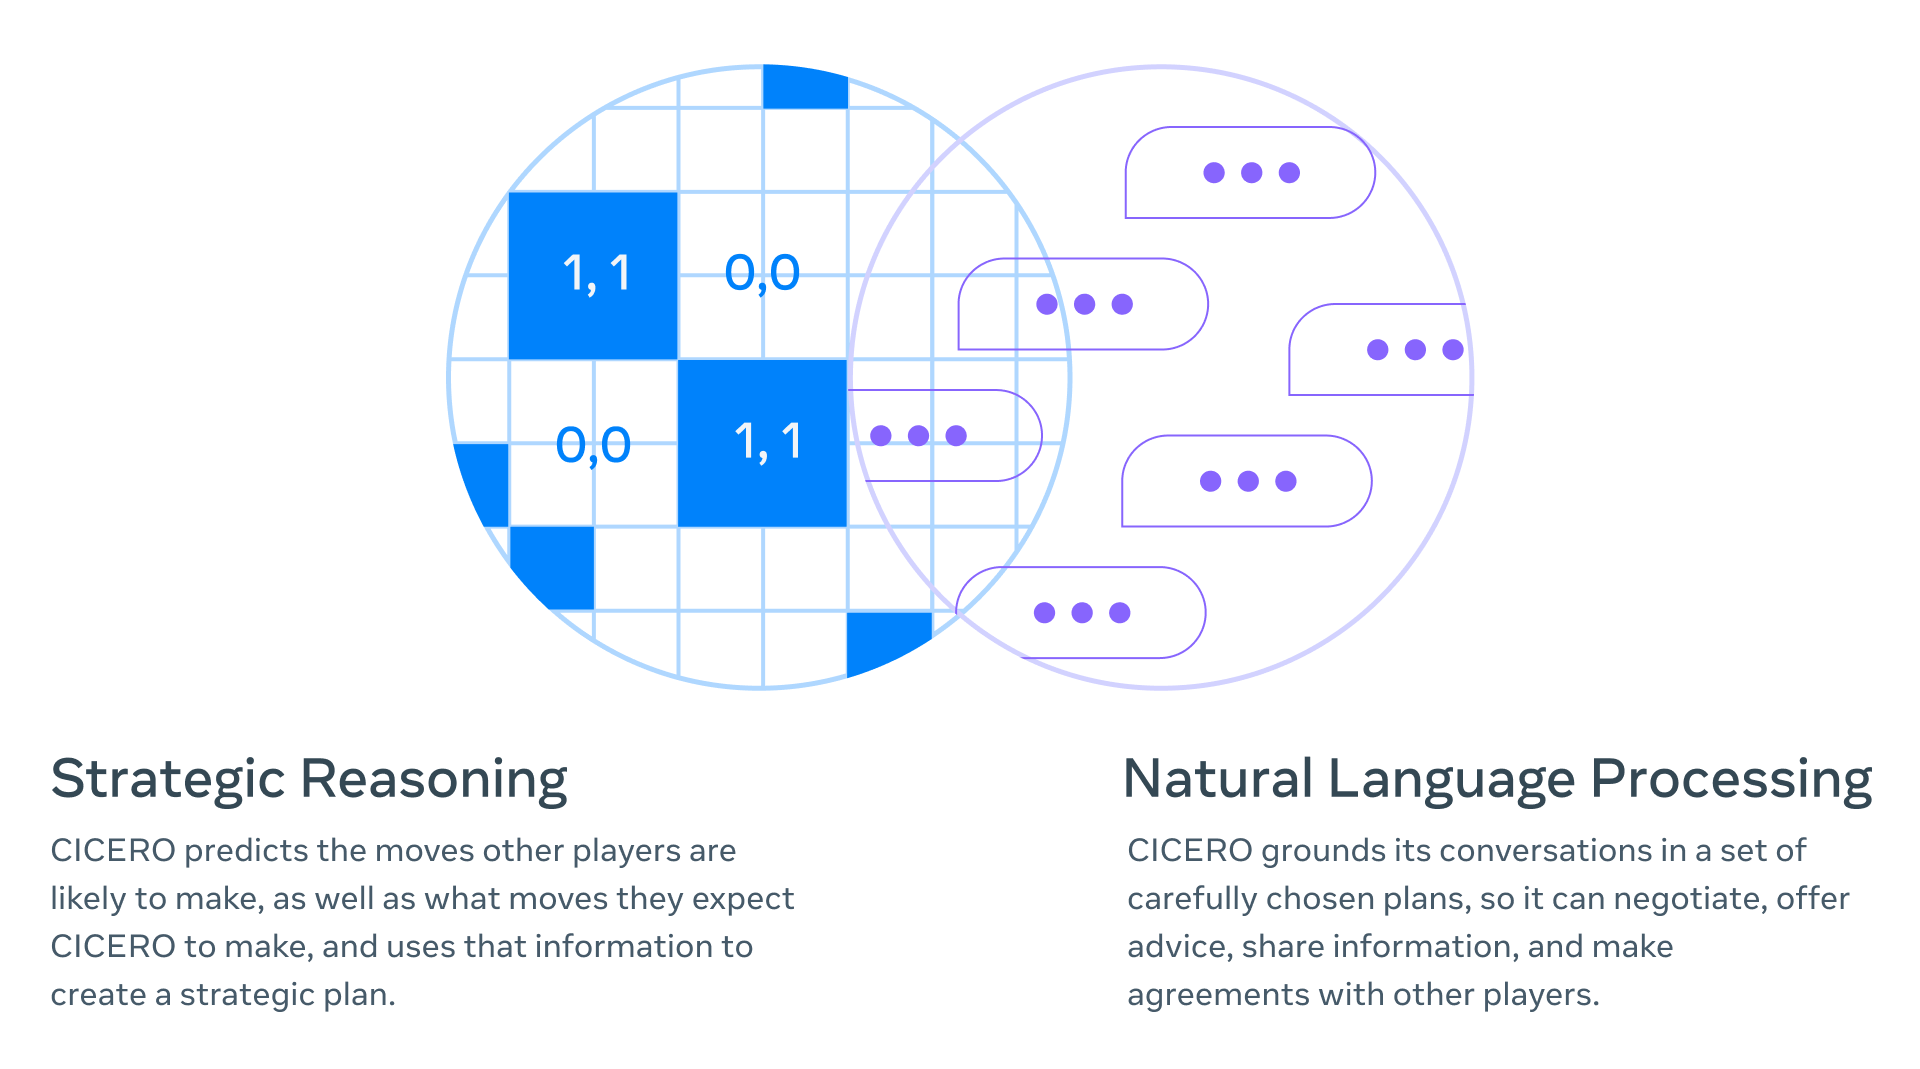 1, 1
0,0
0,0
1, 1
Strategic Reasoning
CICERO predicts the moves other players are
likely to make, as well as what moves they expect
CICERO to make, and uses that information to
create a strategic plan.
Natural Language Processing
CICERO grounds its conversations in a set of
carefully chosen plans, so it can negotiate, offer
advice, share information, and make
agreements with other players.